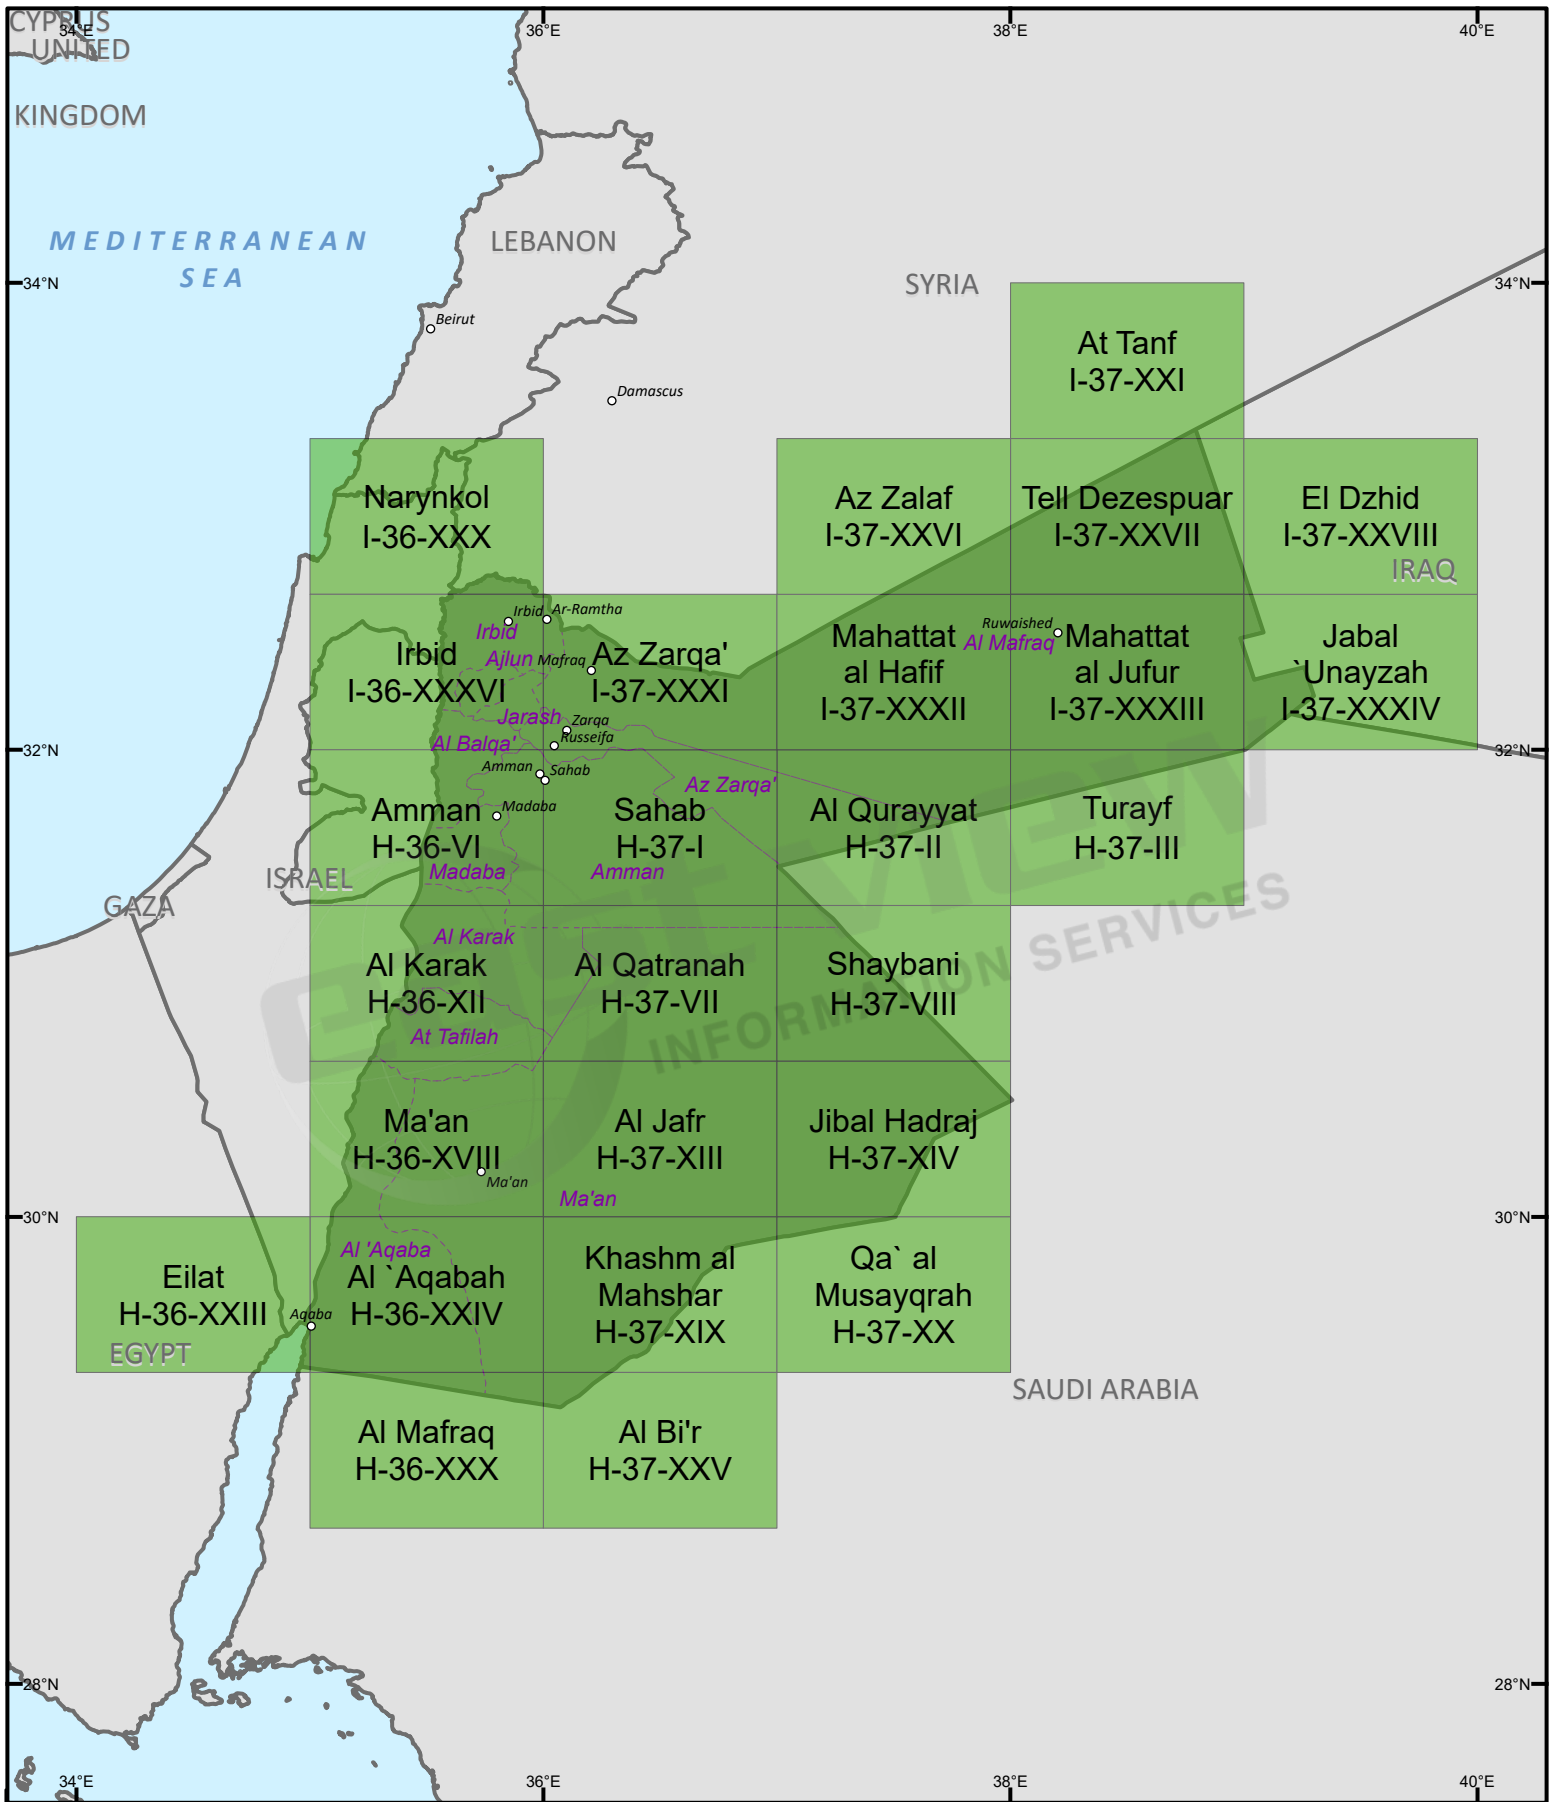 CYPRUS
34°E
36°E
38°E
40°E
UNITED
KINGDOM
MEDITERRANEAN
SEA
LEBANON
34°N
SYRIA
34°N
Beirut
At Tanf
I-37-XXI
Damascus
Narynkol
I-36-XXX
Az Zalaf
I-37-XXVI
Tell Dezespuar
I-37-XXVII
El Dzhid
I-37-XXVIII
IRAQ
Irbid
Ar-Ramtha
Irbid
Ajlun
Mafraq
Irbid
I-36-XXXVI
Az Zarqa'
I-37-XXXI
Mahattat
al Hafif
I-37-XXXII
Ruwaished
Al Mafraq
Mahattat
al Jufur
I-37-XXXIII
Jabal
`Unayzah
I-37-XXXIV
Jarash
Zarqa
Russeifa
Al Balqa'
32°N
32°N
Amman
Sahab
Az Zarqa'
Madaba
Amman
H-36-VI
Sahab
H-37-I
Al Qurayyat
H-37-II
Turayf
H-37-III
Madaba
Amman
ISRAEL
GAZA
east view
INFORMATION SERVICES
Al Karak
Al Karak
H-36-XII
Al Qatranah
H-37-VII
Shaybani
H-37-VIII
At Tafilah
Ma'an
H-36-XVIII
Al Jafr
H-37-XIII
Jibal Hadraj
H-37-XIV
Ma'an
Ma'an
30°N
30°N
Al 'Aqaba
Eilat
H-36-XXIII
Aqaba
Al `Aqabah
H-36-XXIV
Khashm al
Mahshar
H-37-XIX
Qa` al
Musayqrah
H-37-XX
EGYPT
SAUDI ARABIA
Al Mafraq
H-36-XXX
Al Bi'r
H-37-XXV
28°N
28°N
34°E
36°E
38°E
40°E